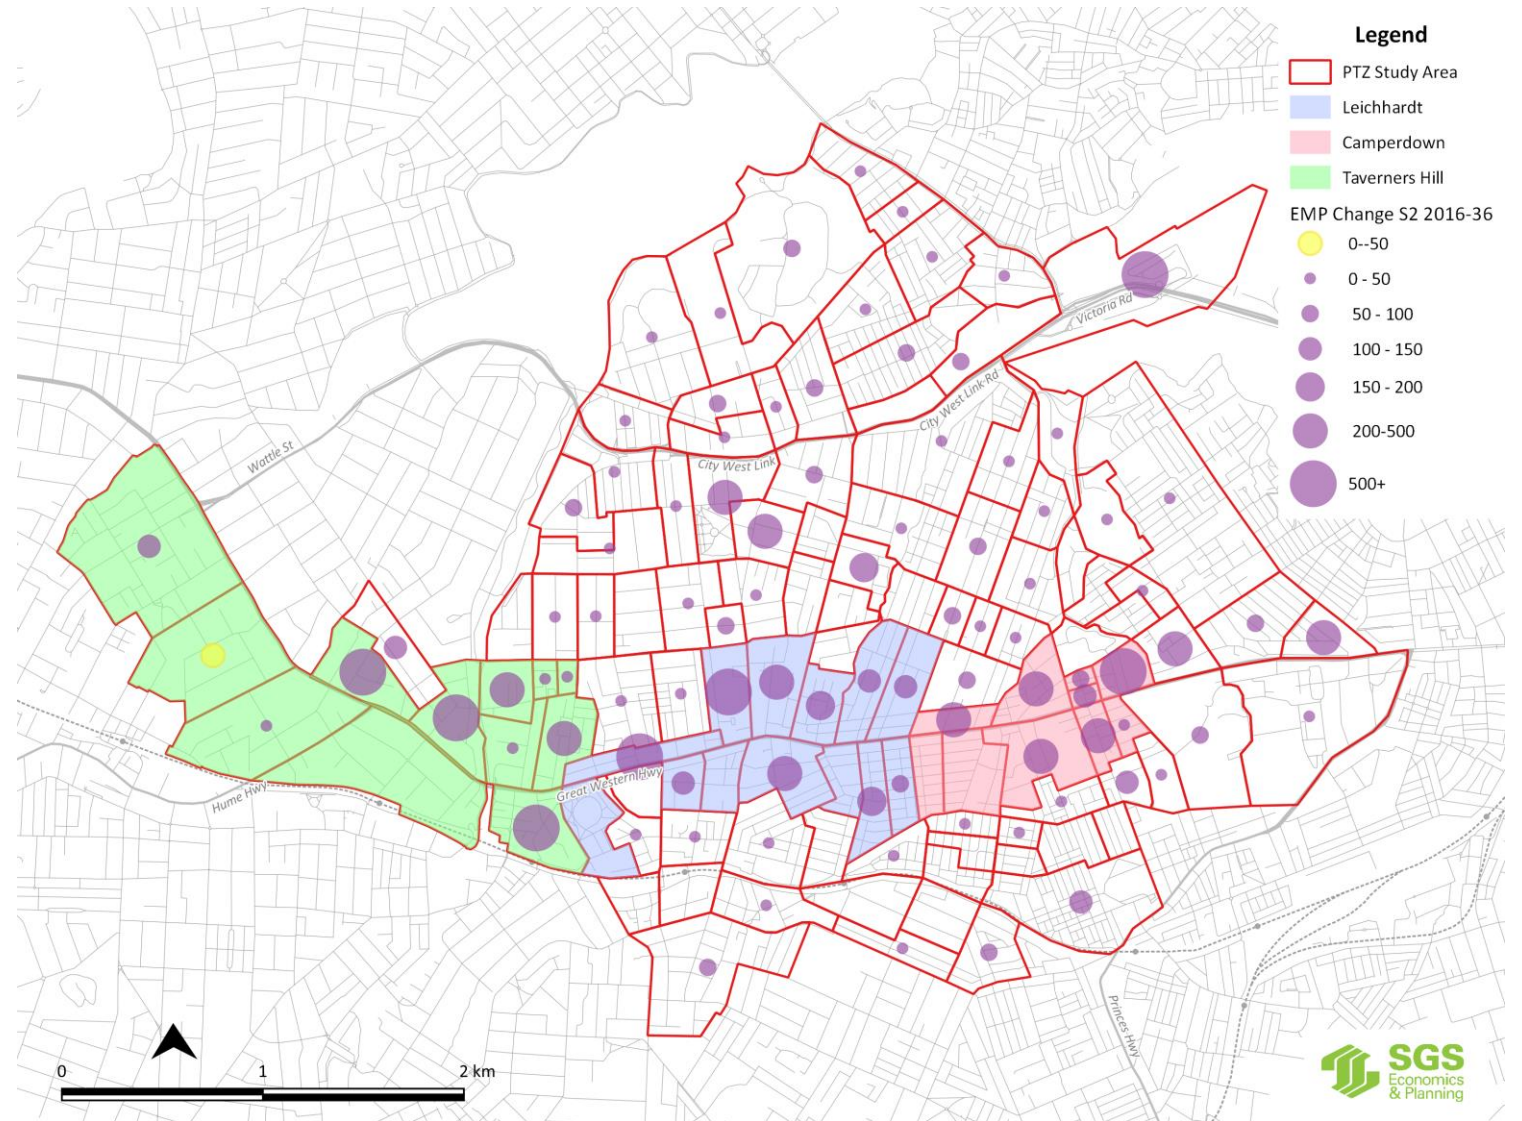 Legend
PTZ Study Area
Leichhardt
Camperdown
Taverners Hill
EMP Change S2 2016-36
0--50
0 - 50
50 - 100
100 - 150
150 - 200
200-500
500+
Victoria Rd
City West Link Rd
Wattle St
City West Link
Great Western Hwy
Hume Hwy
Princes Hwy
0 1 2 km
SGS
Economics
& Planning